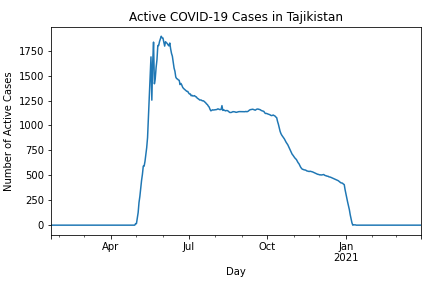 Active COVID-19 Cases in Tajikistan
Number of Active Cases
1750
1500
1250
1000
750
500
250
0
Apr
Jul
Oct
Jan
2021
Day